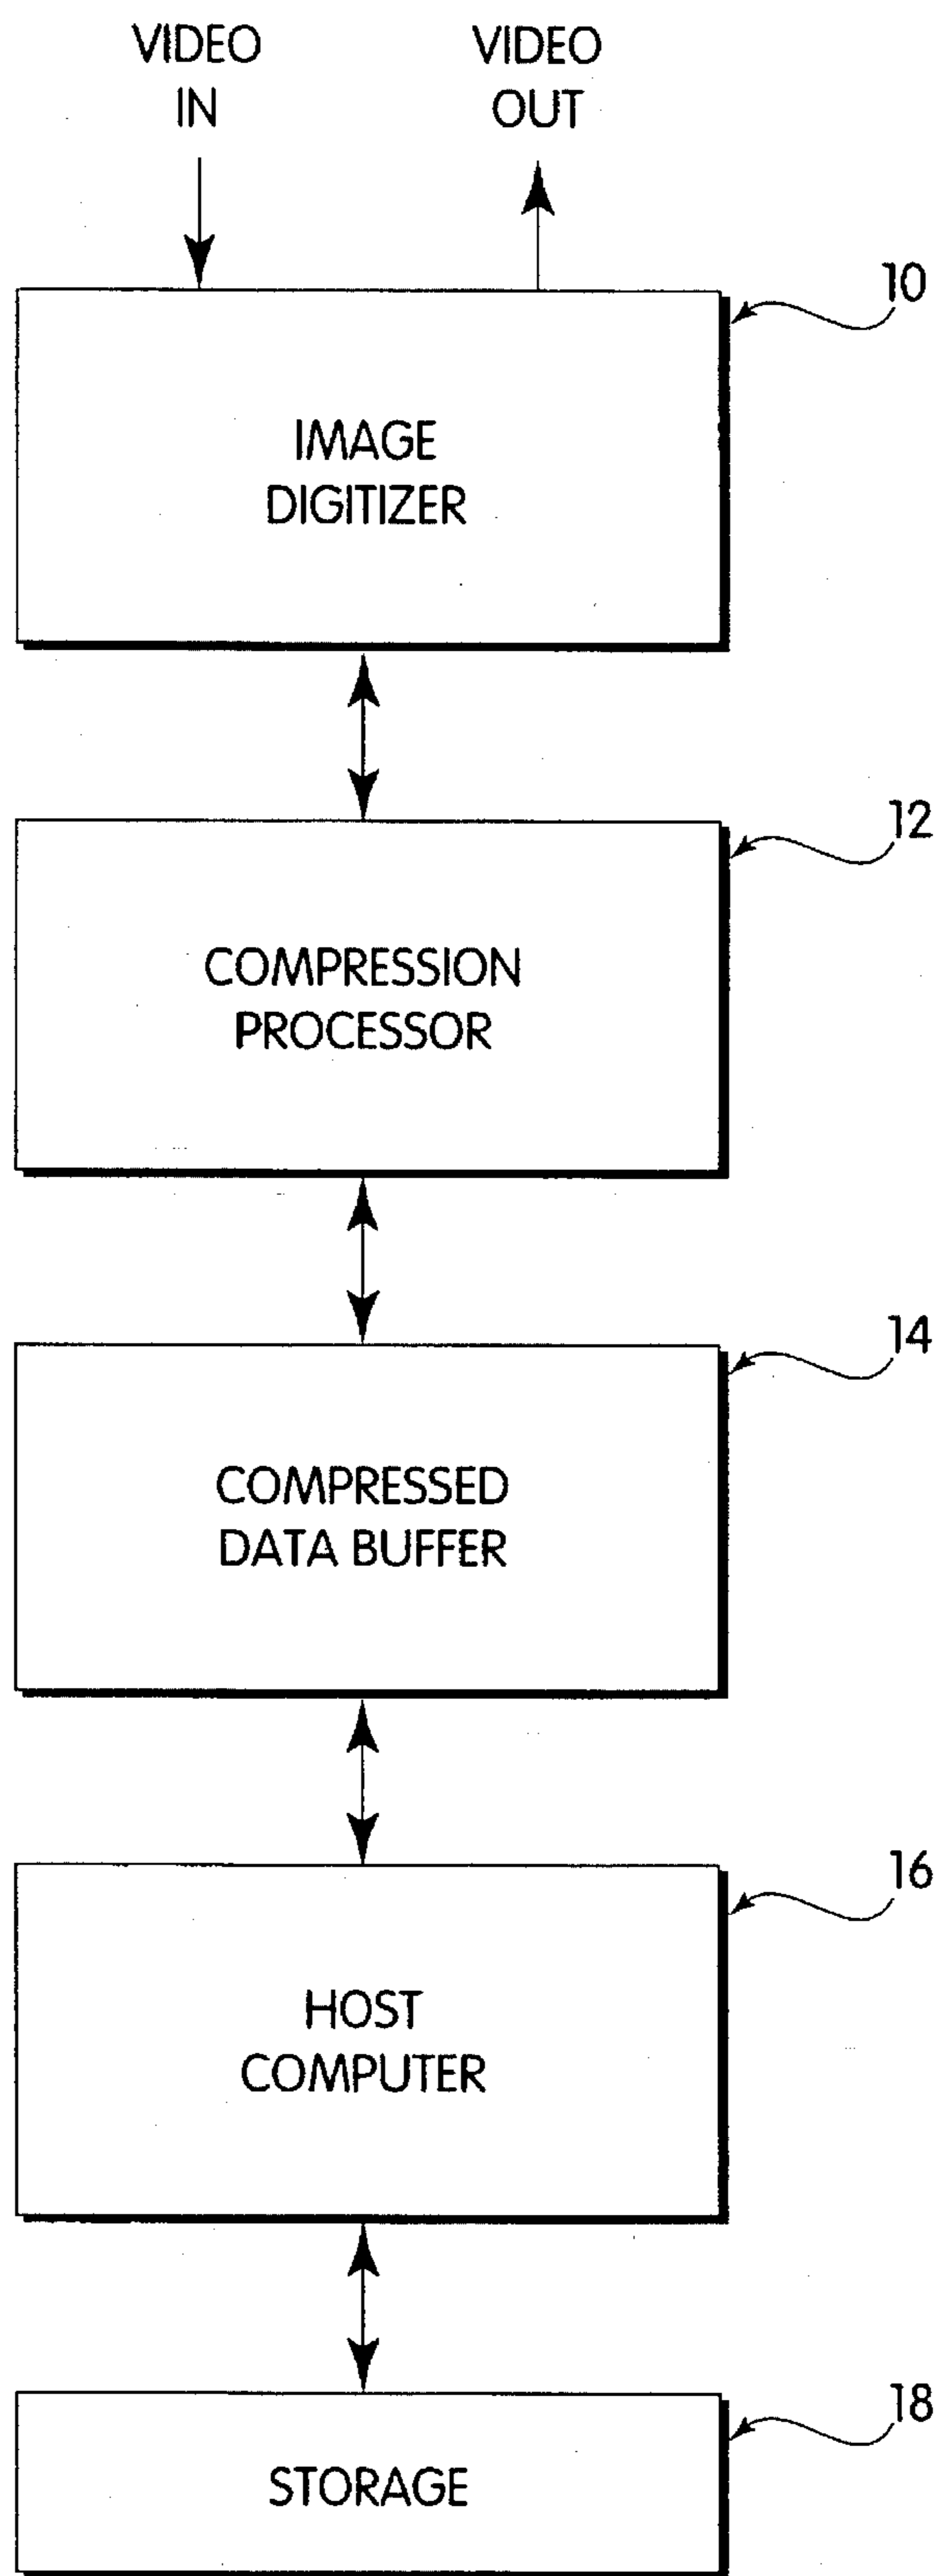 VIDEO
IN
VIDEO
OUT
10
IMAGE
DIGITIZER
12
COMPRESSION
PROCESSOR
14
COMPRESSED
DATA BUFFER
16
HOST
COMPUTER
18
STORAGE